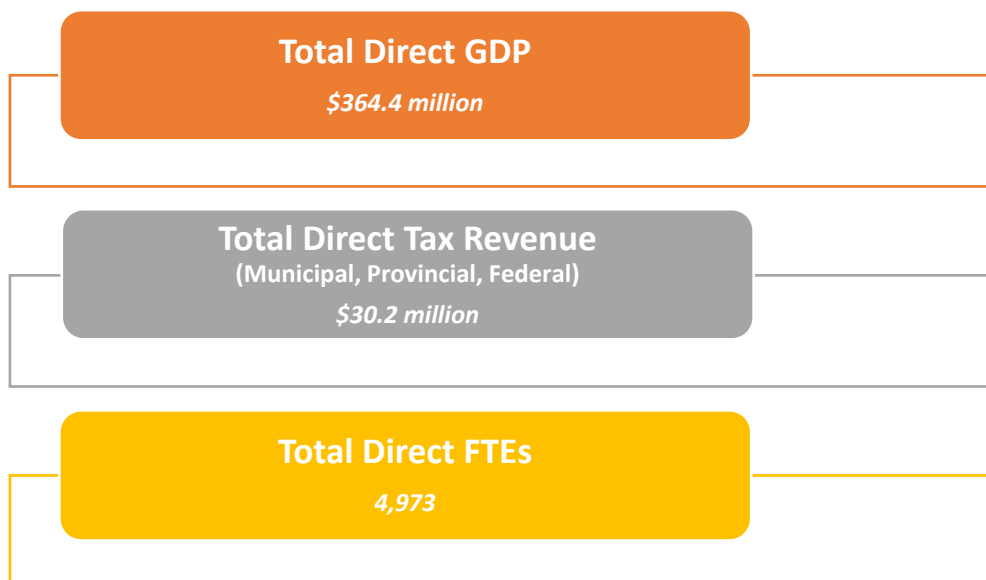 Total Direct GDP
$364.4 million
Total Direct Tax Revenue
(Municipal, Provincial, Federal)
$30.2 million
Total Direct FTEs
4,973